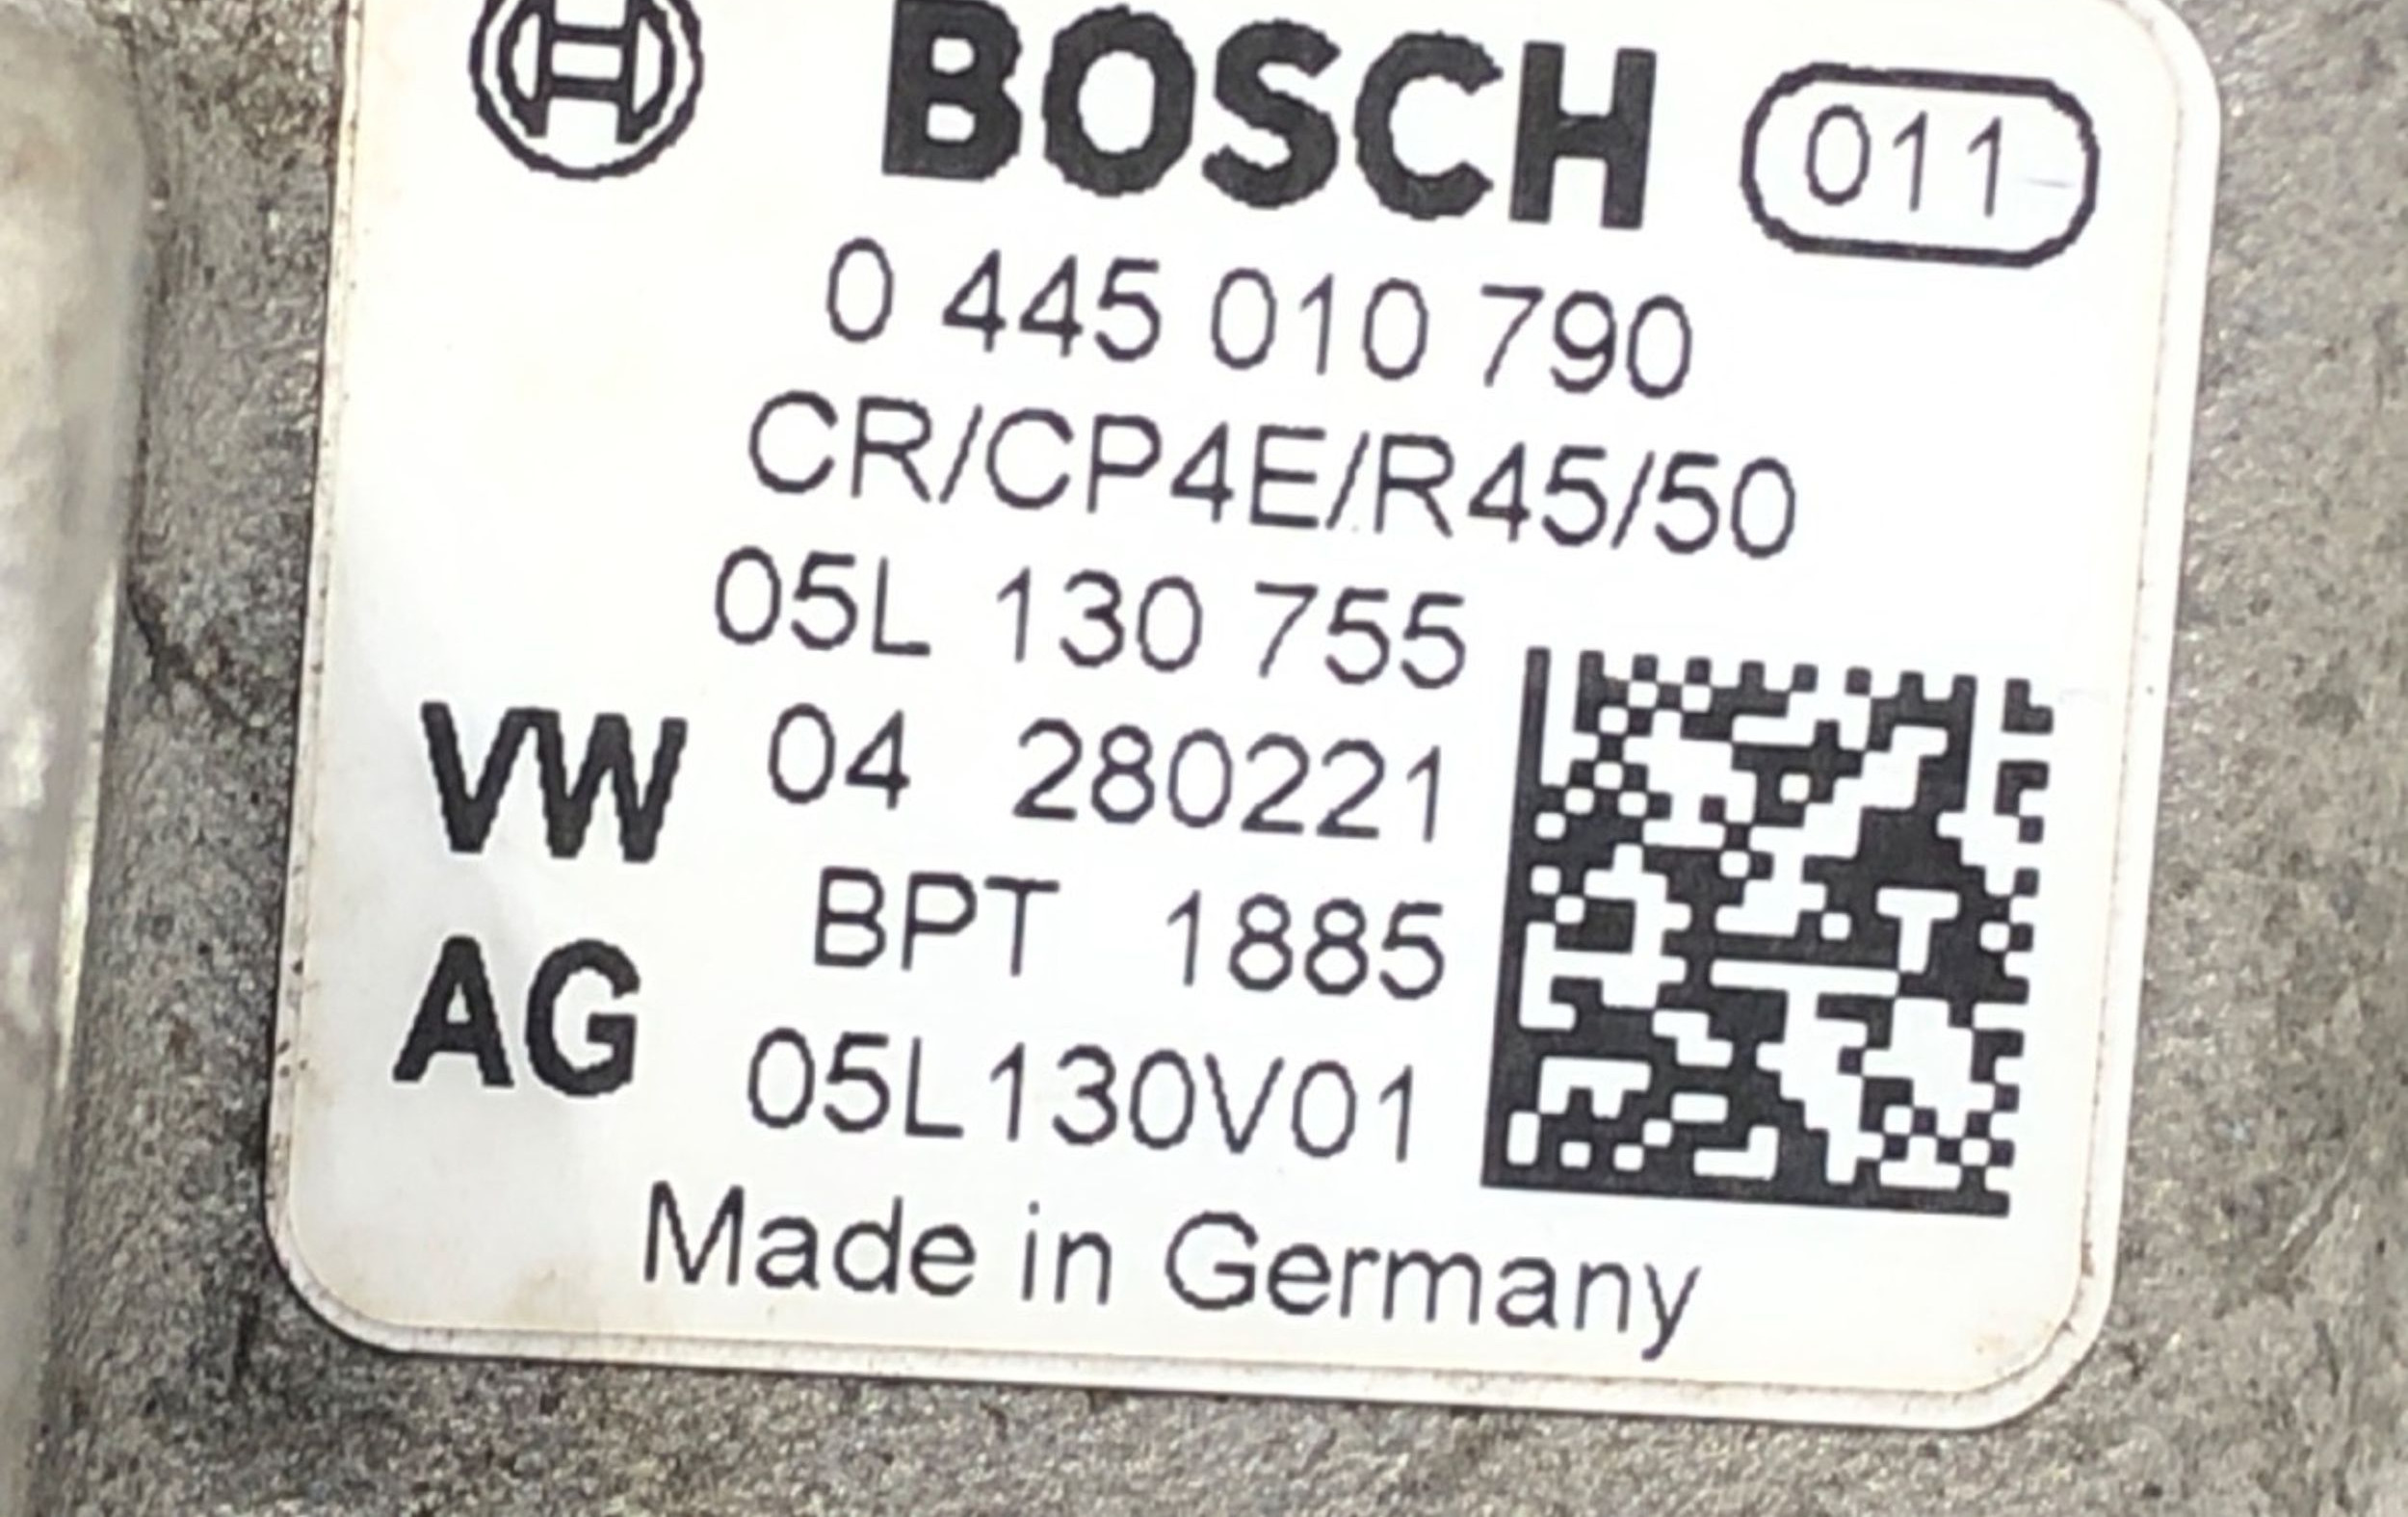 BOSCH 011
0 445 010 790
CR/CP4E/R45/50
05L 130 755
VW 04 280221
BPT 1885
AG 05L130V01
Made in Germany